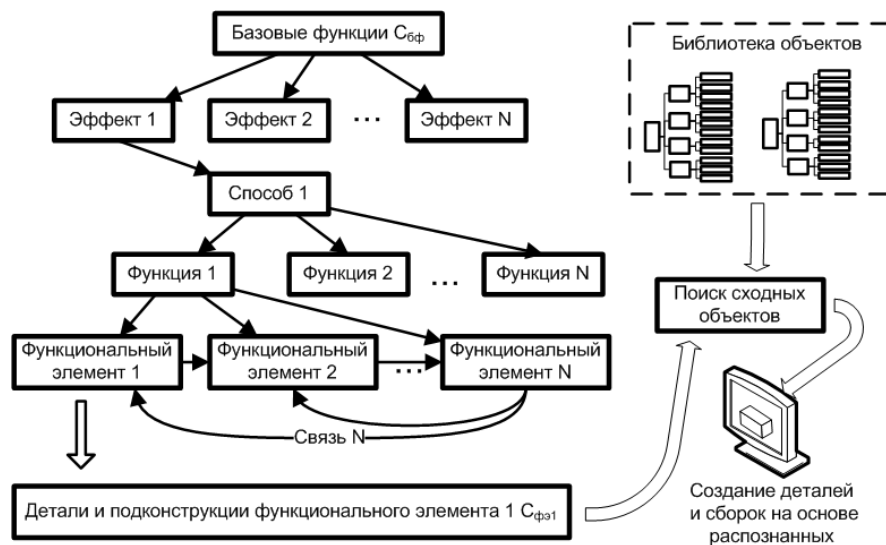 Базовые функции Сбф
Эффект 1
Эффект 2
...
Эффект N
Способ 1
Функция 1
Функция 2
...
Функция N
Функциональный
элемент 1
Функциональный
элемент 2
...
Функциональный
элемент N
Связь N
Детали и подконструкции функционального элемента 1 Сфэ1
Библиотека объектов
Поиск сходных
объектов
Создание деталей
и сборок на основе
распознанных